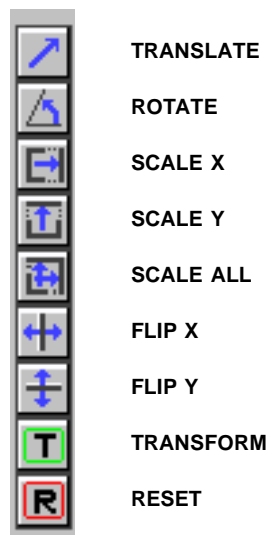 TRANSLATE
ROTATE
SCALE X
SCALE Y
SCALE ALL
FLIP X
FLIP Y
T TRANSFORM
R RESET